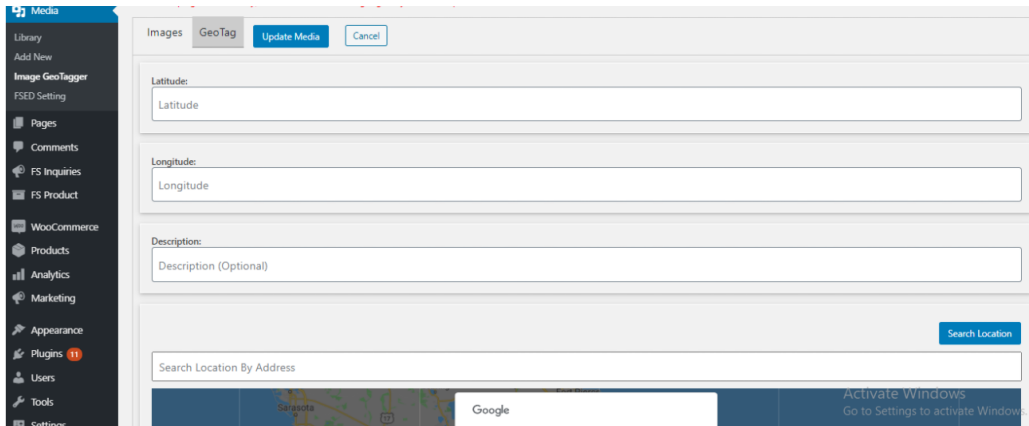 Media
Library
Add New
Image GeoTagger
FSED Setting
Pages
Comments
FS Inquiries
FS Product
WooCommerce
Products
Analytics
Marketing
Appearance
Plugins 11
Users
Tools
Settings
Images GeoTag Update Media Cancel
Latitude:
Latitude
Longitude:
Longitude
Description:
Description (Optional)
Search Location
Search Location By Address
Sarasota
17
Google
Activate Windows
Go to Settings to activate Windows.